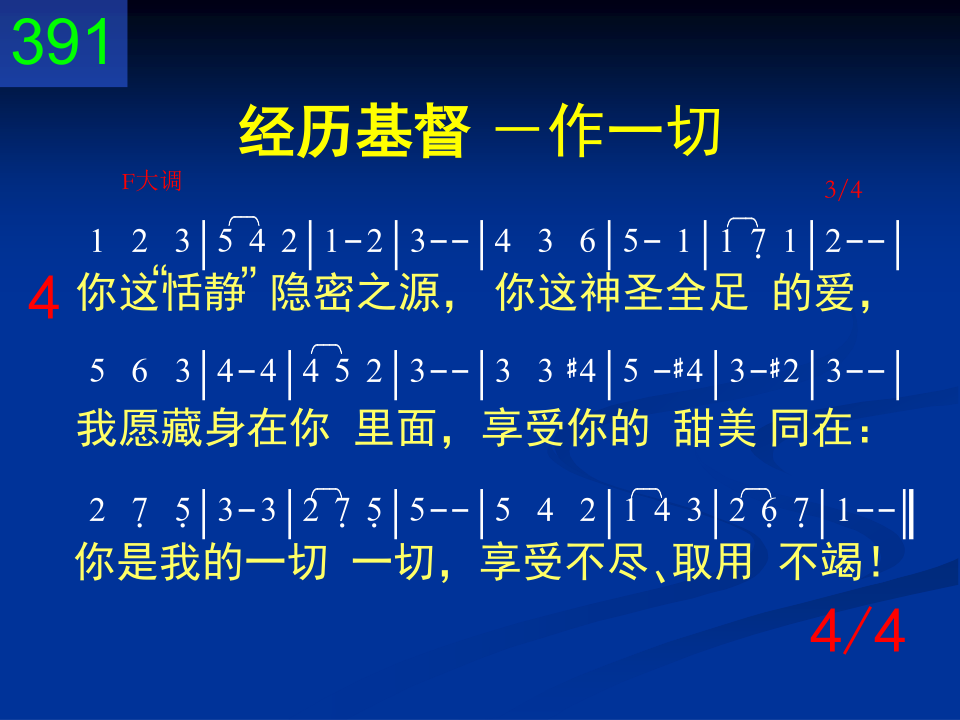 391
经历基督 －作一切
F大调 3/4
1 2 3|5 4 2|1-2|3--|4 3 6|5- 1|1 7̣ 1|2--|
4 你这“恬静” 隐密之源， 你这神圣全足 的爱，
5 6 3|4-4|4 5 2|3--|3 3 #4|5 -#4|3-#2|3--|
我愿藏身在你 里面，享受你的 甜美 同在：
2 7̣ 5̣|3-3|2 7̣ 5̣|5--|5 4 2|1 4 3|2 6̣ 7̣|1--‖
你是我的一切 一切，享受不尽、取用 不竭！
4/4